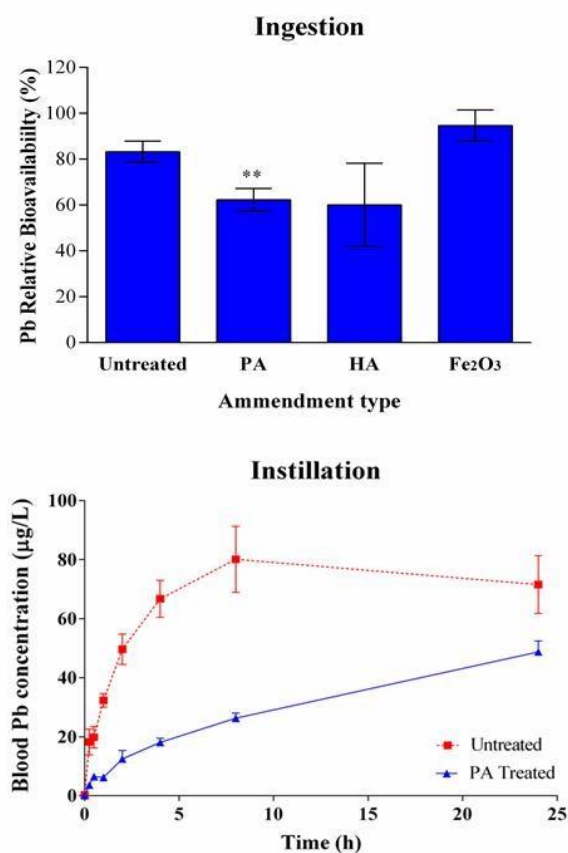 Ingestion
Pb Relative Bioavailabiilty (%)
120
100
80
60
40
20
0
**
Untreated PA HA Fe2O3
Ammendment type
Instillation
Blood Pb concentration (µg/L)
100
80
60
40
20
0
Untreated
PA Treated
0 5 10 15 20 25
Time (h)